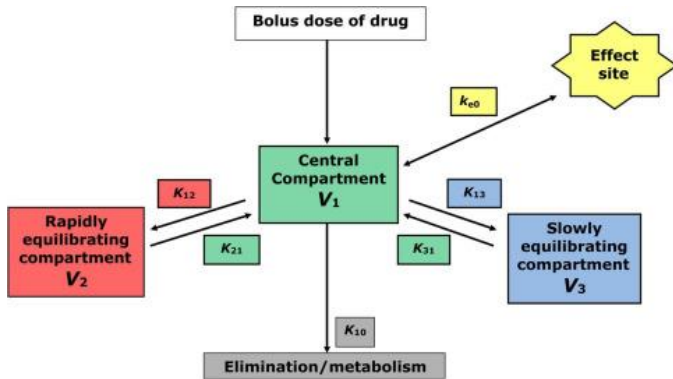 Bolus dose of drug
Effect
site
ke0
Central
Compartment
V1
K12
K13
Rapidly
equilibrating
compartment
V2
K21
K31
Slowly
equilibrating
compartment
V3
K10
Elimination/metabolism